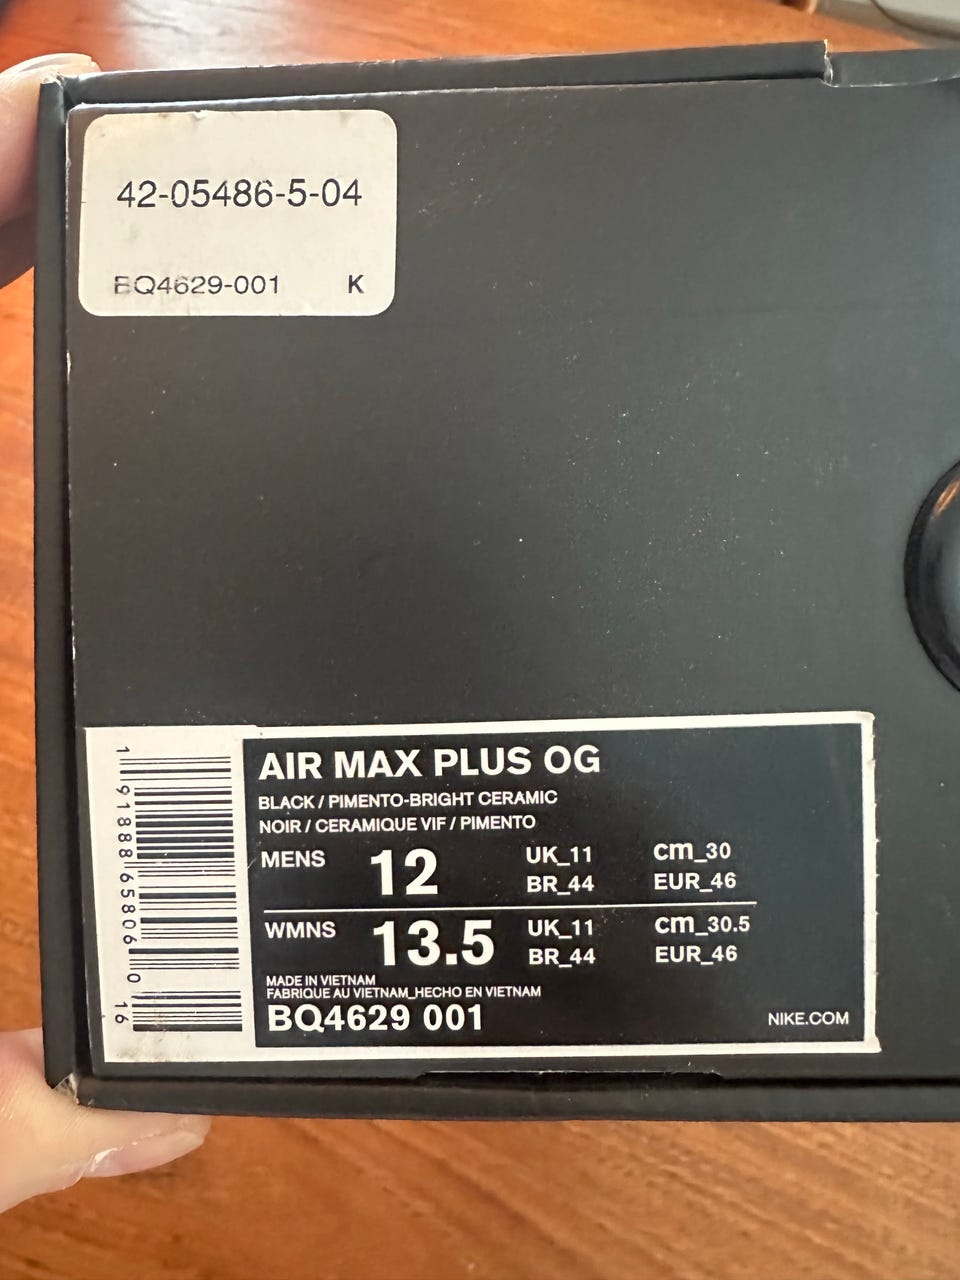 42-05486-5-04
BQ4629-001 K
AIR MAX PLUS OG
BLACK / PIMENTO-BRIGHT CERAMIC
NOIR / CERAMIQUE VIF / PIMENTO
MENS 12 UK_11 cm_30
BR_44 EUR_46
WMNS 13.5 UK_11 cm_30.5
BR_44 EUR_46
MADE IN VIETNAM
FABRIQUE AU VIETNAM_HECHO EN VIETNAM
BQ4629 001 NIKE.COM
1 91888 65806 0 16